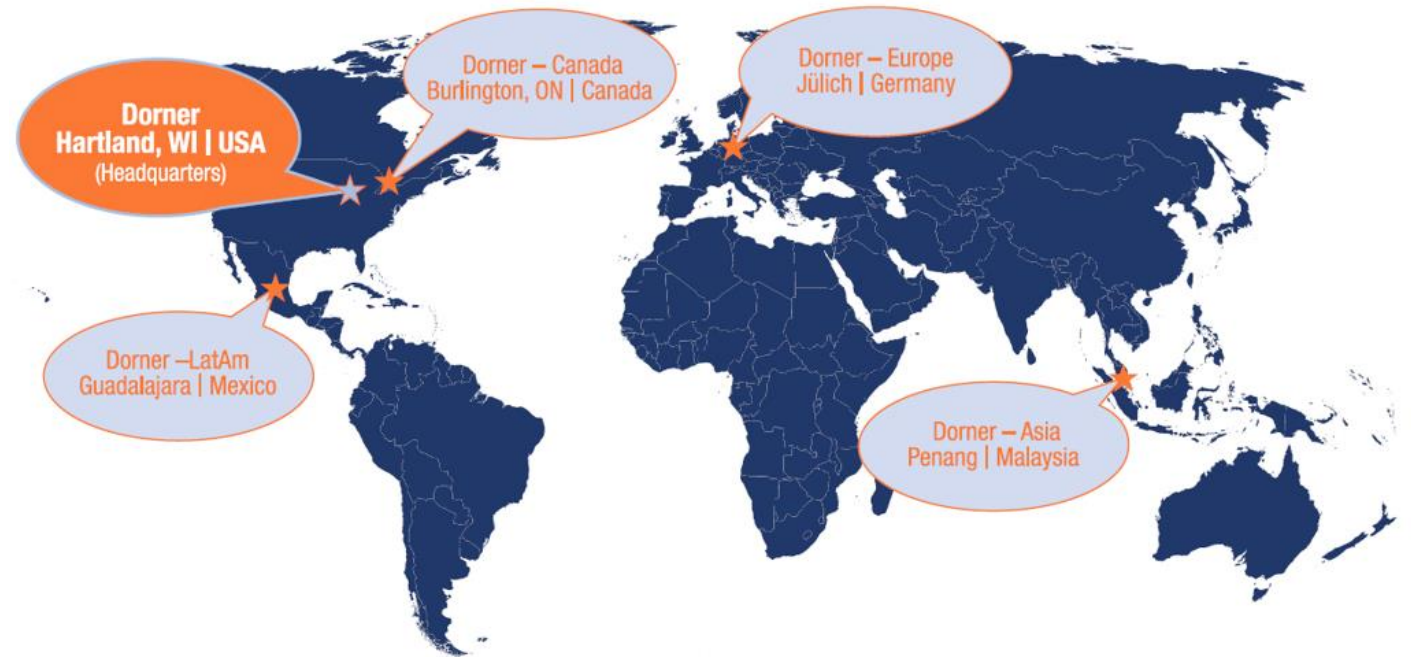 Dorner – Canada
Burlington, ON | Canada
Dorner – Europe
Jülich | Germany
Dorner
Hartland, WI | USA
(Headquarters)
Dorner –LatAm
Guadalajara | Mexico
Dorner – Asia
Penang | Malaysia